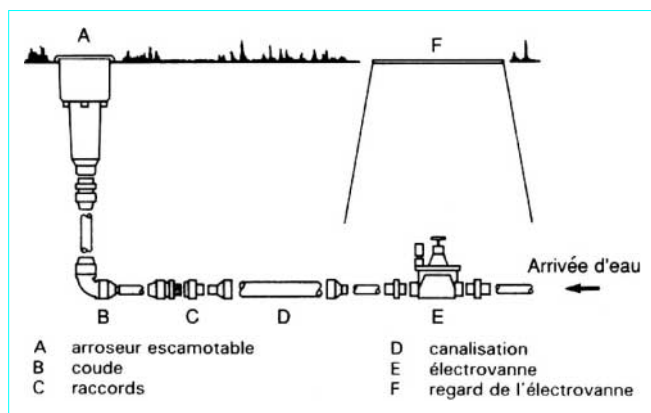 A
F
Arrivée d'eau
B
C
D
E
A arroseur escamotable
B coude
C raccords
D canalisation
E électrovanne
F regard de l'électrovanne